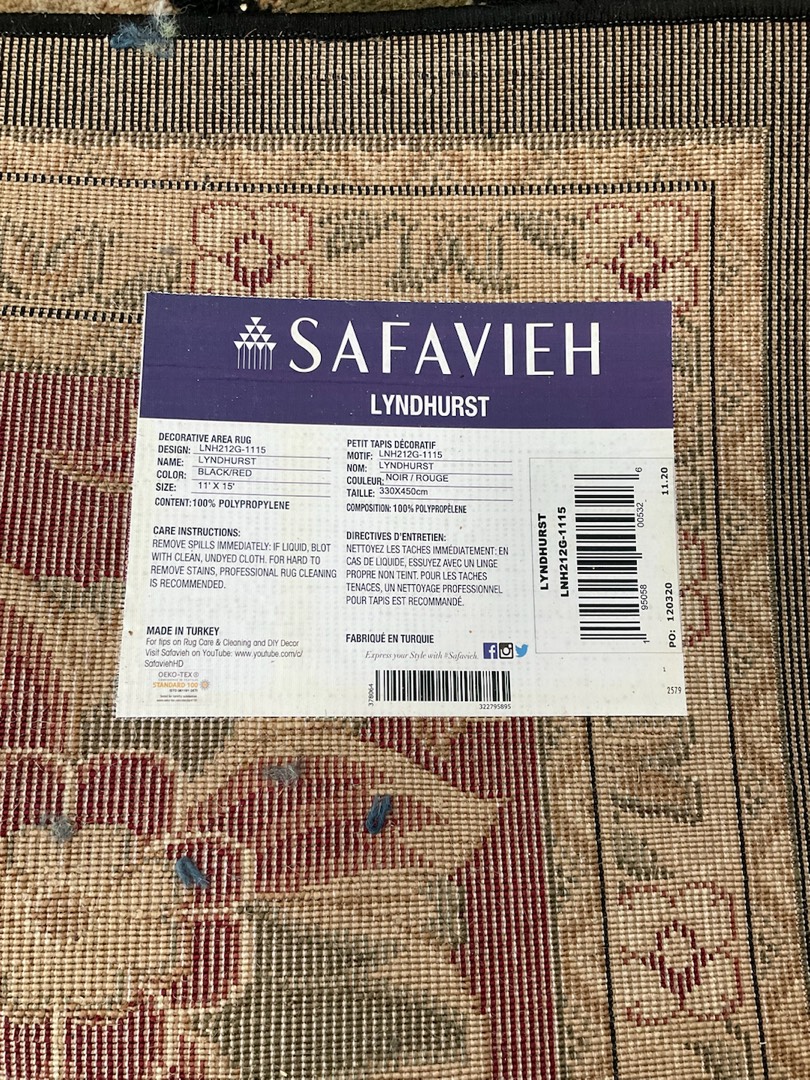 SAFAVIEH
LYNDHURST
DECORATIVE AREA RUG
DESIGN: LNH212G-1115
NAME: LYNDHURST
COLOR: BLACK/RED
SIZE: 11' X 15'
CONTENT: 100% POLYPROPYLENE
CARE INSTRUCTIONS:
REMOVE SPILLS IMMEDIATELY: IF LIQUID, BLOT
WITH CLEAN, UNDYED CLOTH. FOR HARD TO
REMOVE STAINS, PROFESSIONAL RUG CLEANING
IS RECOMMENDED.
MADE IN TURKEY
For tips on Rug Care & Cleaning and DIY Decor
Visit Safavieh on YouTube: www.youtube.com/c/
SafaviehHD
OEKO-TEX®
STANDARD 100
PETIT TAPIS DÉCORATIF
MOTIF: LNH212G-1115
NOM: LYNDHURST
COULEUR: NOIR / ROUGE
TAILLE: 330X450cm
COMPOSITION: 100% POLYPROPÈLENE
DIRECTIVES D'ENTRETIEN:
NETTOYEZ LES TACHES IMMÉDIATEMENT: EN
CAS DE LIQUIDE, ESSUYEZ AVEC UN LINGE
PROPRE NON TEINT. POUR LES TACHES
TENACES, UN NETTOYAGE PROFESSIONNEL
POUR TAPIS EST RECOMMANDÉ.
FABRIQUÉ EN TURQUIE
Express your Style with #Safavieh
378064
322795895
LYNDHURST
LNH212G-1115
95058 00532 6
PO: 120320 11.20
1
2579